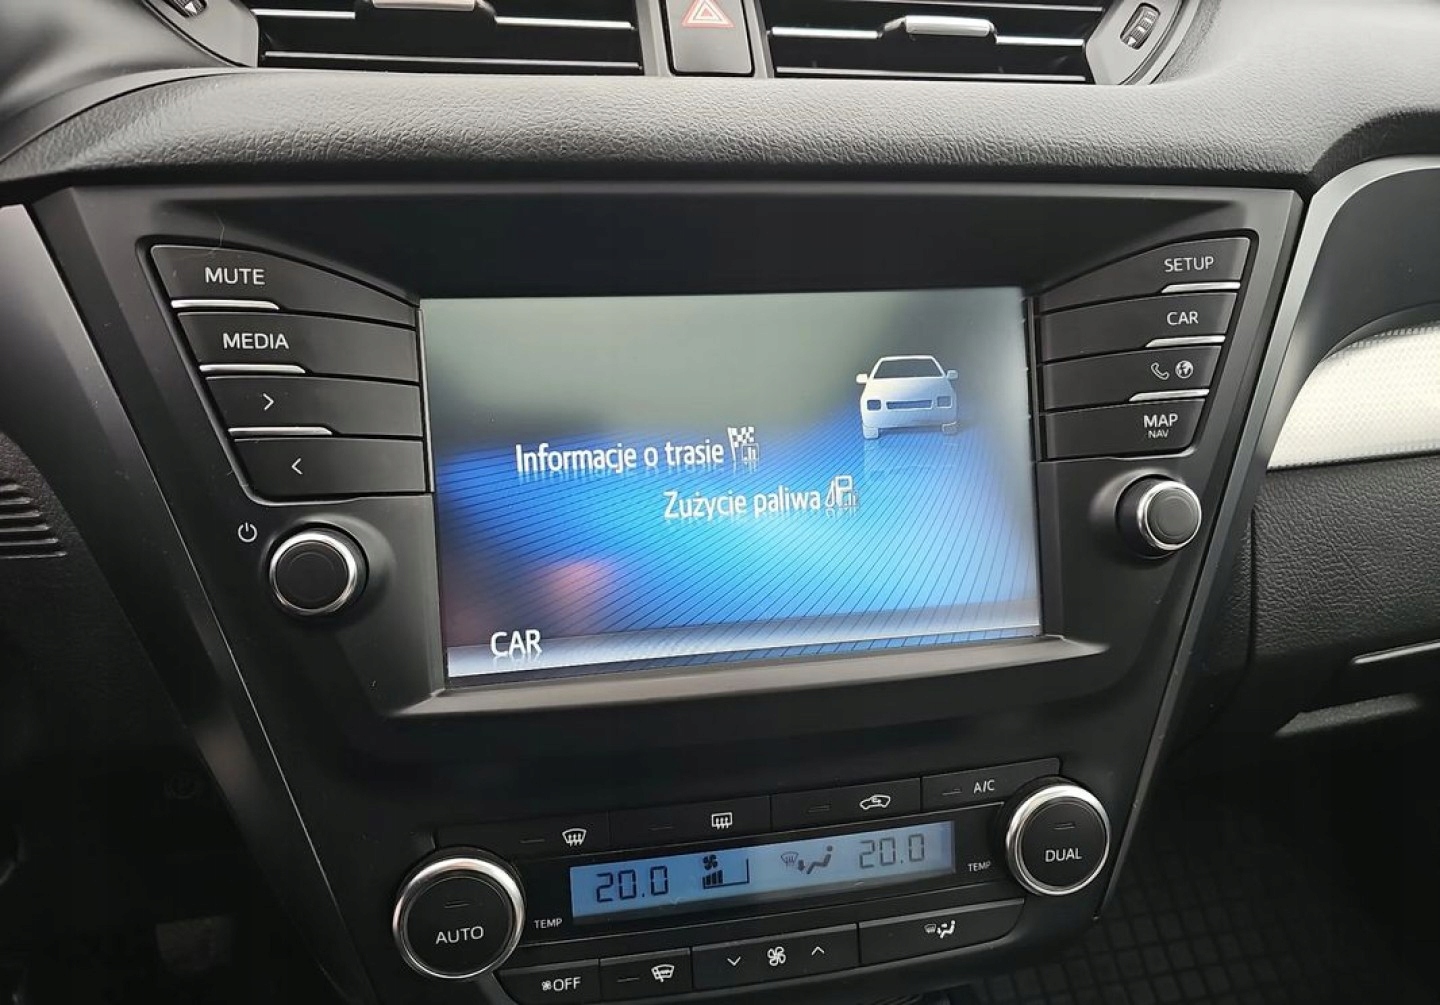 MUTE
SETUP
MEDIA
CAR
>
<
MAP
NAV
Informacje o trasie
Zużycie paliwa
CAR
A/C
20.0
20.0
TEMP
TEMP
AUTO
DUAL
OFF